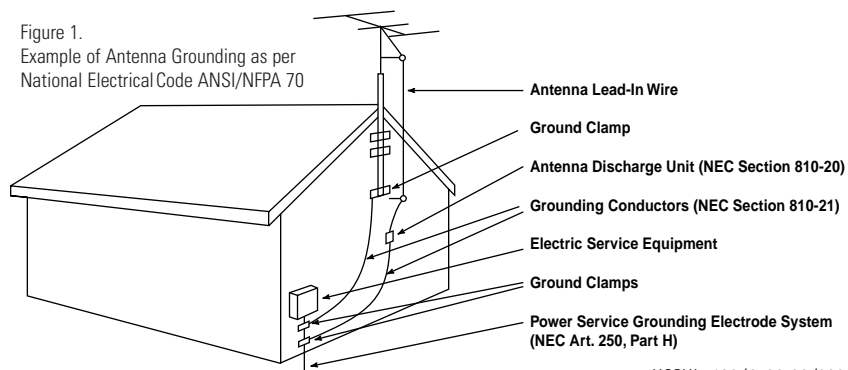 Figure 1.
Example of Antenna Grounding as per
National Electrical Code ANSI/NFPA 70
Antenna Lead-In Wire
Ground Clamp
Antenna Discharge Unit (NEC Section 810-20)
Grounding Conductors (NEC Section 810-21)
Electric Service Equipment
Ground Clamps
Power Service Grounding Electrode System
(NEC Art. 250, Part H)